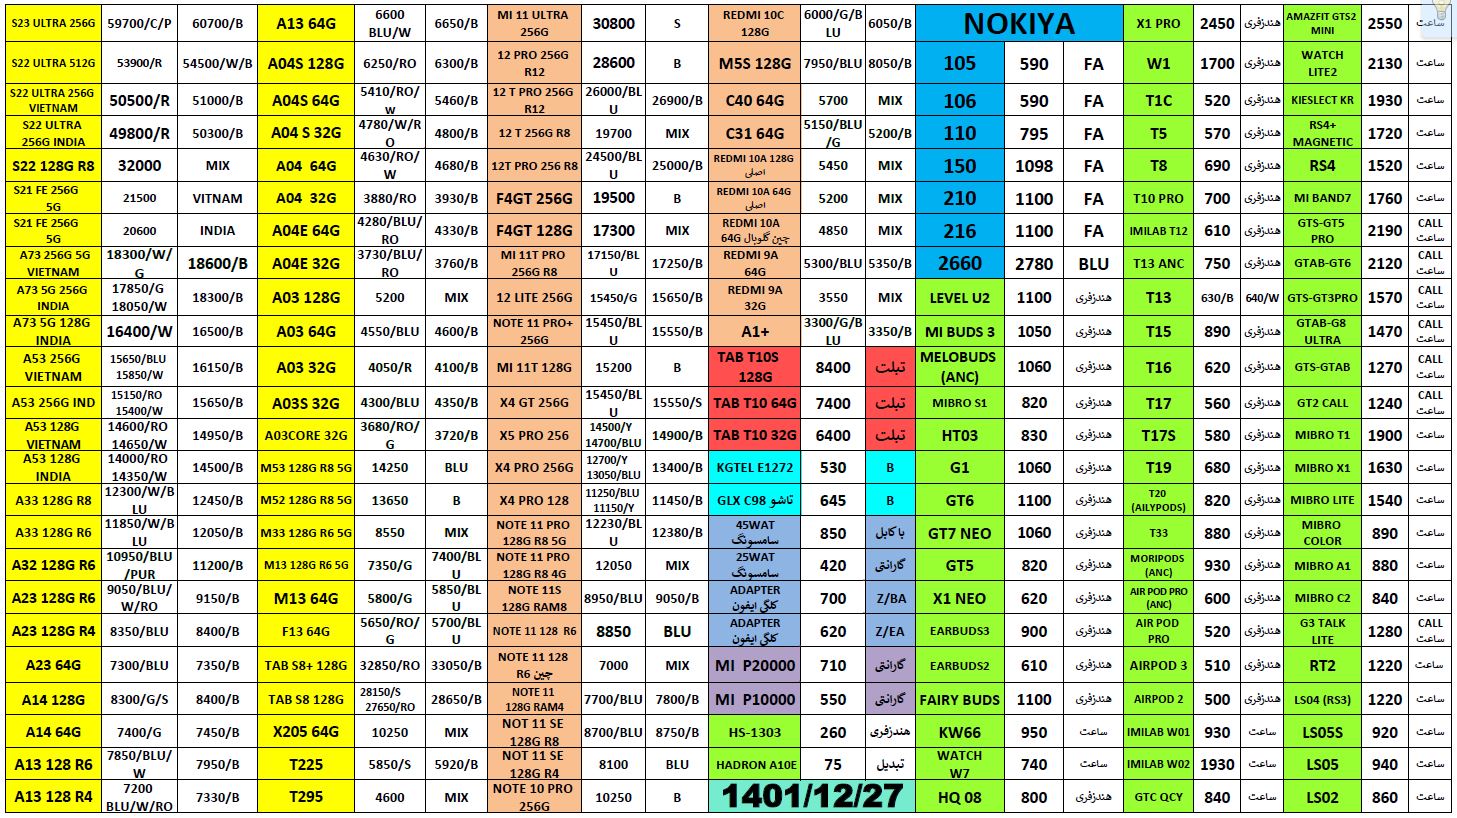 S23 ULTRA 256G 59700/C/P 60700/B A13 64G 6600 BLU/W 6650/B MI 11 ULTRA 256G 30800 S REDMI 10C 128G 6000/G/BLU 6050/B NOKIYA X1 PRO 2450 هندزفری AMAZFIT GTS2 MINI 2550 ساعت
S22 ULTRA 512G 53900/R 54500/W/B A04S 128G 6250/RO 6300/B 12 PRO 256G R12 28600 B M5S 128G 7950/BLU 8050/B 105 590 FA W1 1700 هندزفری WATCH LITE2 2130 ساعت
S22 ULTRA 256G VIETNAM 50500/R 51000/B A04S 64G 5410/RO/w 5460/B 12 T PRO 256G R12 26000/BLU 26900/B C40 64G 5700 MIX 106 590 FA T1C 520 هندزفری KIESLECT KR 1930 ساعت
S22 ULTRA 256G INDIA 49800/R 50300/B A04 S 32G 4780/W/RO 4800/B 12 T 256G R8 19700 MIX C31 64G 5150/BLU/G 5200/B 110 795 FA T5 570 هندزفری RS4+ MAGNETIC 1720 ساعت
S22 128G R8 32000 MIX A04 64G 4630/RO/W 4680/B 12T PRO 256 R8 24500/BLU 25000/B REDMI 10A 128G اصلی 5450 MIX 150 1098 FA T8 690 هندزفری RS4 1520 ساعت
S21 FE 256G 5G 21500 VITNAM A04 32G 3880/RO 3930/B F4GT 256G 19500 B REDMI 10A 64G اصلی 5200 MIX 210 1100 FA T10 PRO 700 هندزفری MI BAND7 1760 ساعت
S21 FE 256G 5G 20600 INDIA A04E 64G 4280/BLU/RO 4330/B F4GT 128G 17300 MIX REDMI 10A 64G چین گلوبال 4850 MIX 216 1100 FA IMILAB T12 610 هندزفری GTS-GT5 PRO 2190 CALL ساعت
A73 256G 5G VIETNAM 18300/W/G 18600/B A04E 32G 3730/BLU/RO 3760/B MI 11T PRO 256G R8 17150/BLU 17250/B REDMI 9A 64G 5300/BLU 5350/B 2660 2780 BLU T13 ANC 750 هندزفری GTAB-GT6 2120 CALL ساعت
A73 5G 256G INDIA 17850/G 18050/W 18300/B A03 128G 5200 MIX 12 LITE 256G 15450/G 15650/B REDMI 9A 32G 3550 MIX LEVEL U2 1100 هندزفری T13 630/B 640/W GTS-GT3PRO 1570 CALL ساعت
A73 5G 128G INDIA 16400/W 16500/B A03 64G 4550/BLU 4600/B NOTE 11 PRO+ 256G 15450/BLU 15550/B A1+ 3300/G/BLU 3350/B MI BUDS 3 1050 هندزفری T15 890 هندزفری GTAB-G8 ULTRA 1470 CALL ساعت
A53 256G VIETNAM 15650/BLU 15850/W 16150/B A03 32G 4050/R 4100/B MI 11T 128G 15200 B TAB T10S 128G 8400 تبلت MELOBUDS (ANC) 1060 هندزفری T16 620 هندزفری GTS-GTAB 1270 CALL ساعت
A53 256G IND 15150/RO 15400/W 15650/B A03S 32G 4300/BLU 4350/B X4 GT 256G 15450/BLU 15550/S TAB T10 64G 7400 تبلت MIBRO S1 820 هندزفری T17 560 هندزفری GT2 CALL 1240 CALL ساعت
A53 128G VIETNAM 14600/RO 14650/W 14950/B A03CORE 32G 3680/RO/G 3720/B X5 PRO 256 14500/Y 14700/BLU 14900/B TAB T10 32G 6400 تبلت HT03 830 هندزفری T17S 580 هندزفری MIBRO T1 1900 ساعت
A53 128G INDIA 14000/RO 14350/W 14500/B M53 128G R8 5G 14250 BLU X4 PRO 256G 12700/Y 13050/BLU 13400/B KGTEL E1272 530 B G1 1060 هندزفری T19 680 هندزفری MIBRO X1 1630 ساعت
A33 128G R8 12300/W/BLU 12450/B M52 128G R8 5G 13650 B X4 PRO 128 11250/BLU 11150/Y 11450/B GLX C98 تاشو 645 B GT6 1100 هندزفری T20 (AILYPODS) 820 هندزفری MIBRO LITE 1540 ساعت
A33 128G R6 11850/W/BLU 12050/B M33 128G R6 5G 8550 MIX NOTE 11 PRO 128G R8 5G 12230/BLU 12380/B 45WAT سامسونگ 850 با کابل GT7 NEO 1060 هندزفری T33 880 هندزفری MIBRO COLOR 890 ساعت
A32 128G R6 10950/BLU/PUR 11200/B M13 128G R6 5G 7350/G 7400/BLU NOTE 11 PRO 128G R8 4G 12050 MIX 25WAT سامسونگ 420 گارانتی GT5 820 هندزفری MORIPODS (ANC) 930 هندزفری MIBRO A1 880 ساعت
A23 128G R6 9050/BLU/W/RO 9150/B M13 64G 5800/G 5850/BLU NOTE 11S 128G RAM8 8950/BLU 9050/B ADAPTER کلگی ایفون 700 Z/BA X1 NEO 620 هندزفری AIR POD PRO (ANC) 600 هندزفری MIBRO C2 840 ساعت
A23 128G R4 8350/BLU 8400/B F13 64G 5650/RO/G 5700/BLU NOTE 11 128 R6 8850 BLU ADAPTER کلگی ایفون 620 Z/EA EARBUDS3 900 هندزفری AIR POD PRO 520 هندزفری G3 TALK LITE 1280 CALL ساعت
A23 64G 7300/BLU 7350/B TAB S8+ 128G 32850/RO 33050/B NOTE 11 128 R6 چین 7000 MIX MI P20000 710 گارانتی EARBUDS2 610 هندزفری AIRPOD 3 510 هندزفری RT2 1220 ساعت
A14 128G 8300/G/S 8400/B TAB S8 128G 28150/S 27650/RO 28650/B NOTE 11 128G RAM4 7700/BLU 7800/B MI P10000 550 گارانتی FAIRY BUDS 1100 هندزفری AIRPOD 2 500 هندزفری LS04 (RS3) 1220 ساعت
A14 64G 7400/G 7450/B X205 64G 10250 MIX NOT 11 SE 128G R8 8700/BLU 8750/B HS-1303 260 هندزفری KW66 950 ساعت IMILAB W01 930 ساعت LS05S 920 ساعت
A13 128 R6 7850/BLU/W 7950/B T225 5850/S 5920/B NOT 11 SE 128G R4 8100 BLU HADRON A10E 75 تبدیل WATCH W7 740 ساعت IMILAB W02 1930 ساعت LS05 940 ساعت
A13 128 R4 7200 BLU/W/RO 7330/B T295 4600 MIX NOTE 10 PRO 256G 10250 B 1401/12/27 HQ 08 800 هندزفری GTC QCY 840 ساعت LS02 860 ساعت